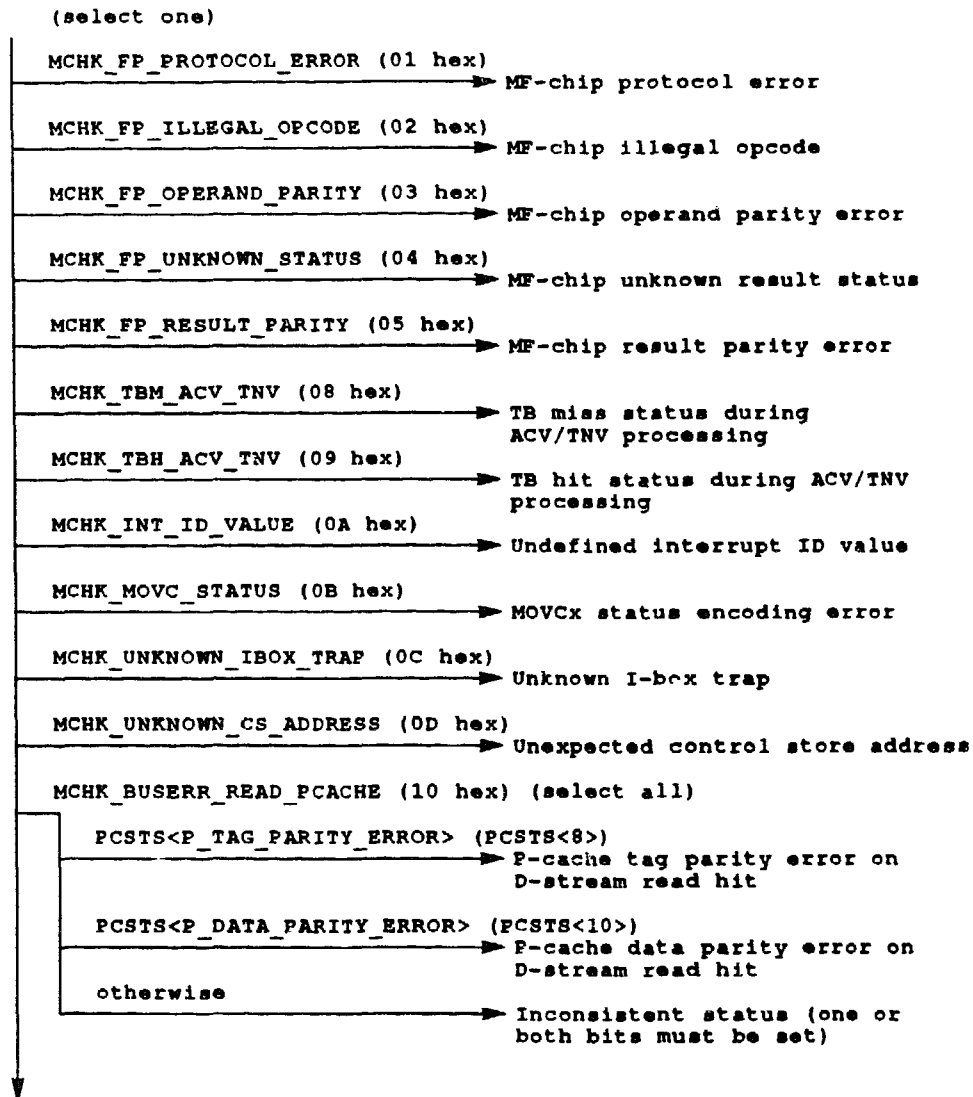 (select one)
MCHK_FP_PROTOCOL_ERROR (01 hex)
MF-chip protocol error
MCHK_FP_ILLEGAL_OPCODE (02 hex)
MF-chip illegal opcode
MCHK_FP_OPERAND_PARITY (03 hex)
MF-chip operand parity error
MCHK_FP_UNKNOWN_STATUS (04 hex)
MF-chip unknown result status
MCHK_FP_RESULT_PARITY (05 hex)
MF-chip result parity error
MCHK_TBM_ACV_TNV (08 hex)
TB miss status during
ACV/TNV processing
MCHK_TBH_ACV_TNV (09 hex)
TB hit status during ACV/TNV
processing
MCHK_INT_ID_VALUE (0A hex)
Undefined interrupt ID value
MCHK_MOVC_STATUS (0B hex)
MOVCx status encoding error
MCHK_UNKNOWN_IBOX_TRAP (0C hex)
Unknown I-box trap
MCHK_UNKNOWN_CS_ADDRESS (0D hex)
Unexpected control store address
MCHK_BUSERR_READ_PCACHE (10 hex) (select all)
PCSTS<P_TAG_PARITY_ERROR> (PCSTS<8>)
P-cache tag parity error on
D-stream read hit
PCSTS<P_DATA_PARITY_ERROR> (PCSTS<10>)
P-cache data parity error on
D-stream read hit
otherwise
Inconsistent status (one or
both bits must be set)